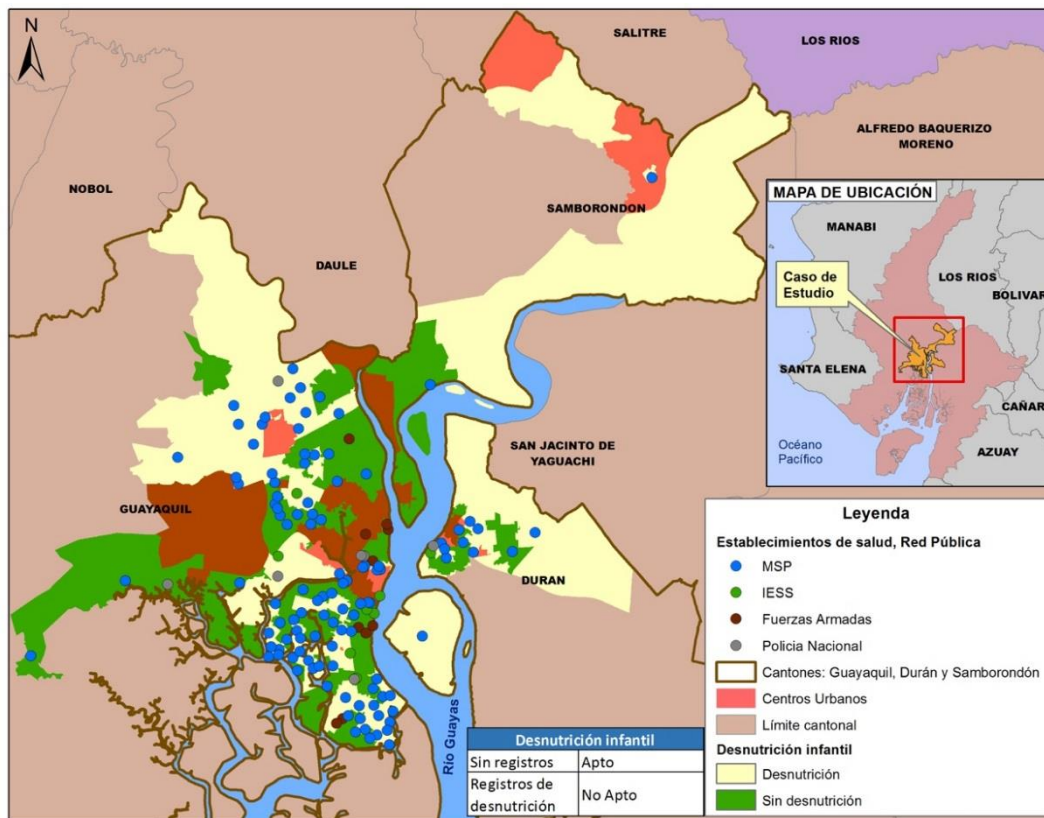 N
SALITRE
LOS RIOS
ALFREDO BAQUERIZO
MORENO
NOBOL
SAMBORONDON
DAULE
MAPA DE UBICACIÓN
MANABI
Caso de
Estudio
LOS RIOS
BOLIVAR
SANTA ELENA
CAÑAR
Océano
Pacífico
AZUAY
SAN JACINTO DE
YAGUACHI
GUAYAQUIL
DURAN
Río Guayas
Leyenda
Establecimientos de salud, Red Pública
MSP
IESS
Fuerzas Armadas
Policia Nacional
Cantones: Guayaquil, Durán y Samborondón
Centros Urbanos
Límite cantonal
Desnutrición infantil
Desnutrición
Sin desnutrición
Desnutrición infantil
Sin registros Apto
Registros de
desnutrición No Apto